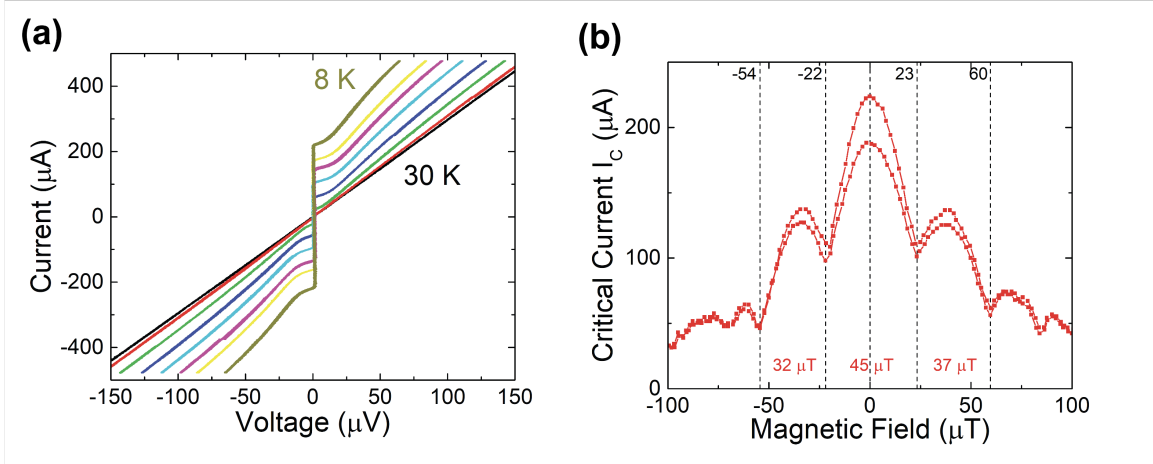 (a)
8 K
30 K
400
200
0
-200
-400
-150
-100
-50
0
50
100
150
Current (μA)
Voltage (μV)
(b)
-54
-22
23
60
200
100
0
32 μT
45 μT
37 μT
-100
-50
0
50
100
Critical Current I_C (μA)
Magnetic Field (μT)